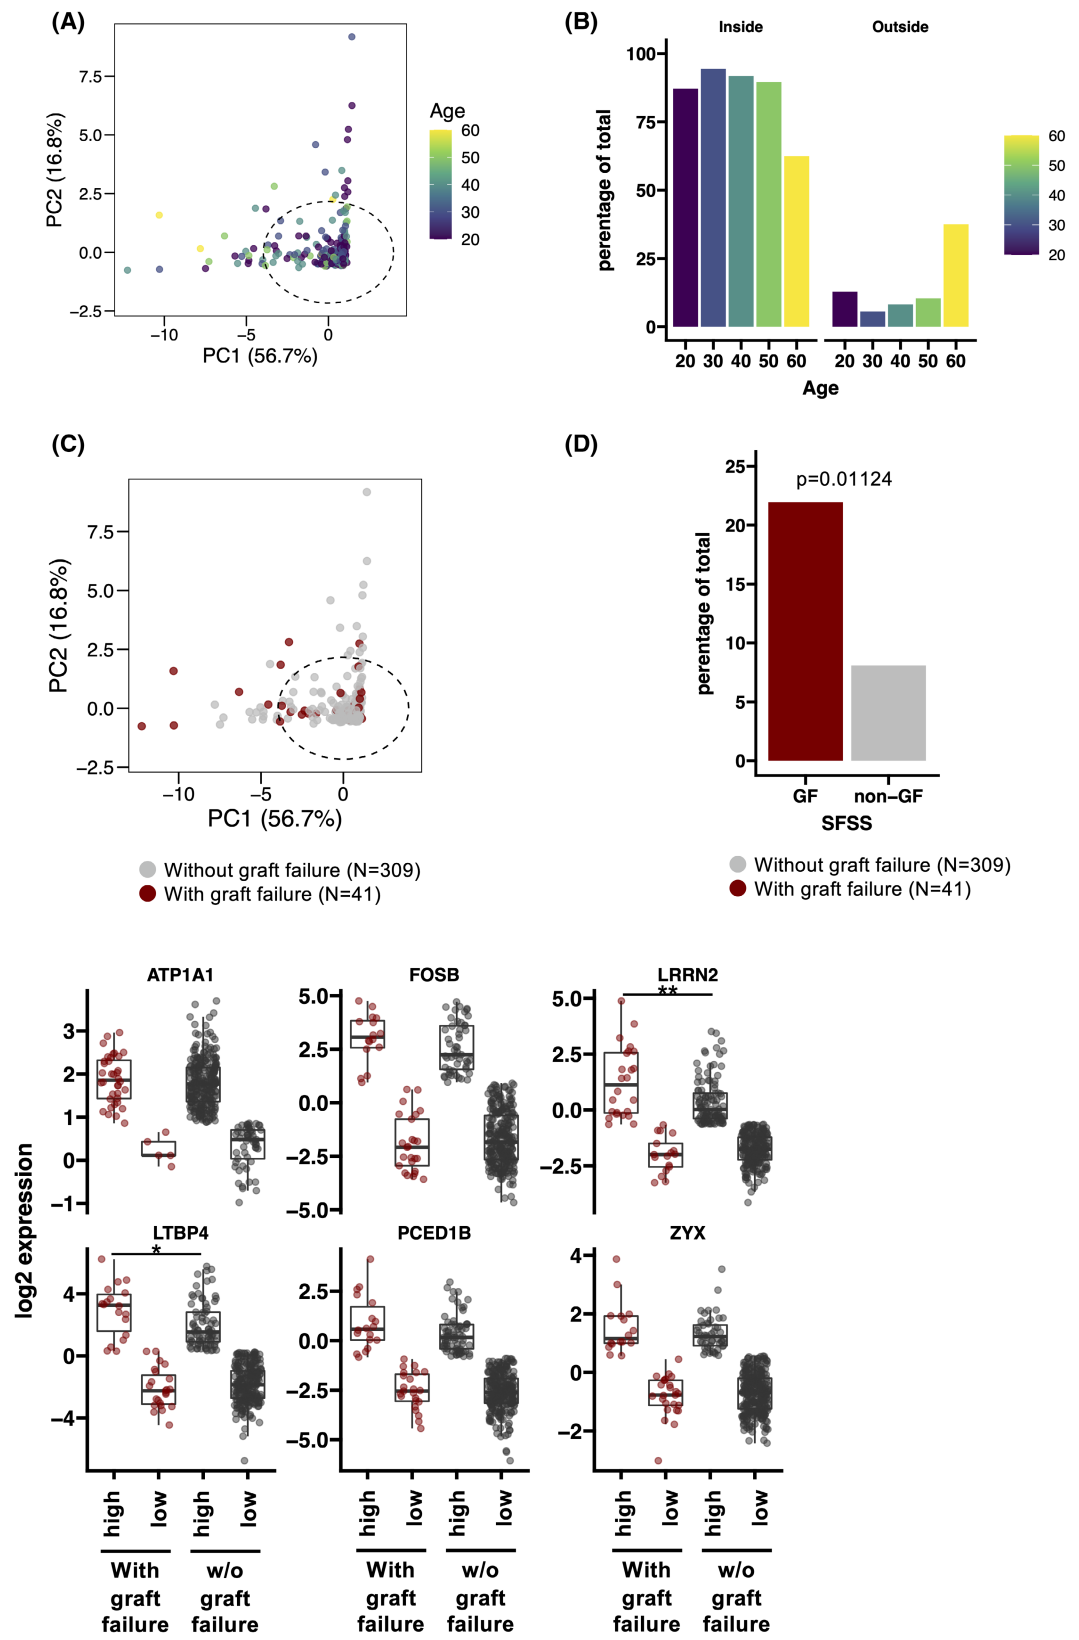 (A)
7.5
5.0
2.5
0.0
−2.5
PC2 (16.8%)
−10 −5 0
PC1 (56.7%)
Age
60
50
40
30
20
(B)
Inside Outside
100
75
50
25
0
perentage of total
20 30 40 50 60 20 30 40 50 60
Age
60
50
40
30
20
(C)
7.5
5.0
2.5
0.0
−2.5
PC2 (16.8%)
−10 −5 0
PC1 (56.7%)
Without graft failure (N=309)
With graft failure (N=41)
(D)
25
20
15
10
5
0
perentage of total
p=0.01124
GF non−GF
SFSS
Without graft failure (N=309)
With graft failure (N=41)
log2 expression
ATP1A1
3
2
1
0
−1
FOSB
5.0
2.5
0.0
−2.5
−5.0
LRRN2
**
5.0
2.5
0.0
−2.5
LTBP4
*
4
0
−4
PCED1B
2.5
0.0
−2.5
−5.0
ZYX
4
2
0
−2
high low high low high low high low high low high low
With w/o With w/o With w/o
graft graft graft graft graft graft
failure failure failure failure failure failure